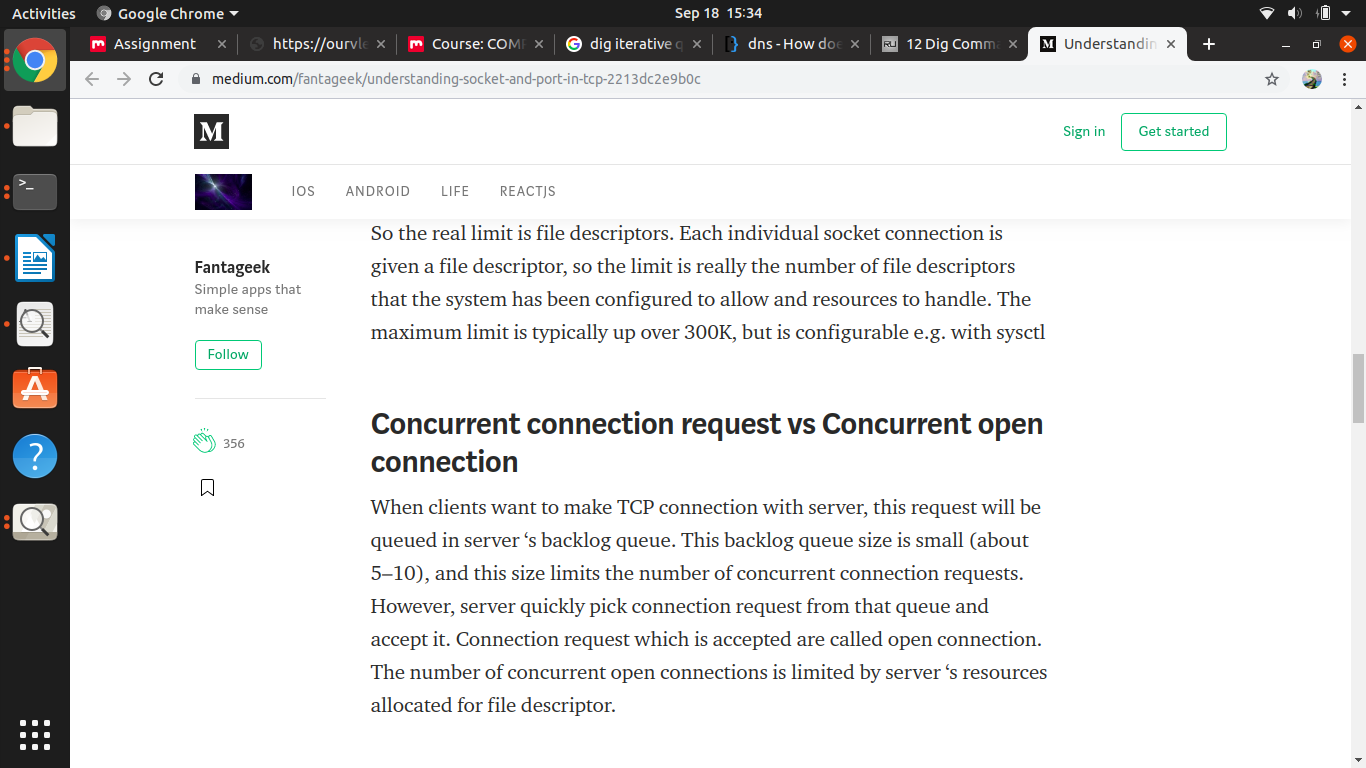 Activities Google Chrome Sep 18 15:34
Assignment https://ourvle Course: COMP dig iterative q dns - How doe 12 Dig Comma Understandin
medium.com/fantageek/understanding-socket-and-port-in-tcp-2213dc2e9b0c
M Sign in Get started
IOS ANDROID LIFE REACTJS
Fantageek
Simple apps that
make sense
Follow
356
So the real limit is file descriptors. Each individual socket connection is
given a file descriptor, so the limit is really the number of file descriptors
that the system has been configured to allow and resources to handle. The
maximum limit is typically up over 300K, but is configurable e.g. with sysctl
Concurrent connection request vs Concurrent open
connection
When clients want to make TCP connection with server, this request will be
queued in server ‘s backlog queue. This backlog queue size is small (about
5–10), and this size limits the number of concurrent connection requests.
However, server quickly pick connection request from that queue and
accept it. Connection request which is accepted are called open connection.
The number of concurrent open connections is limited by server ‘s resources
allocated for file descriptor.